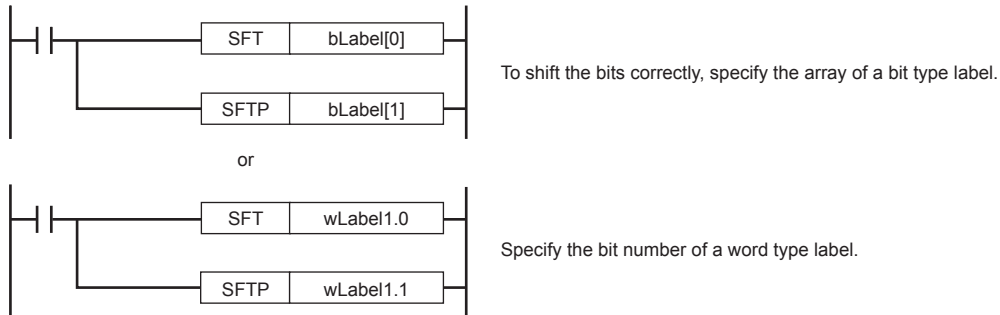 SFT bLabel[0]
To shift the bits correctly, specify the array of a bit type label.
SFTP bLabel[1]
or
SFT wLabel1.0
Specify the bit number of a word type label.
SFTP wLabel1.1